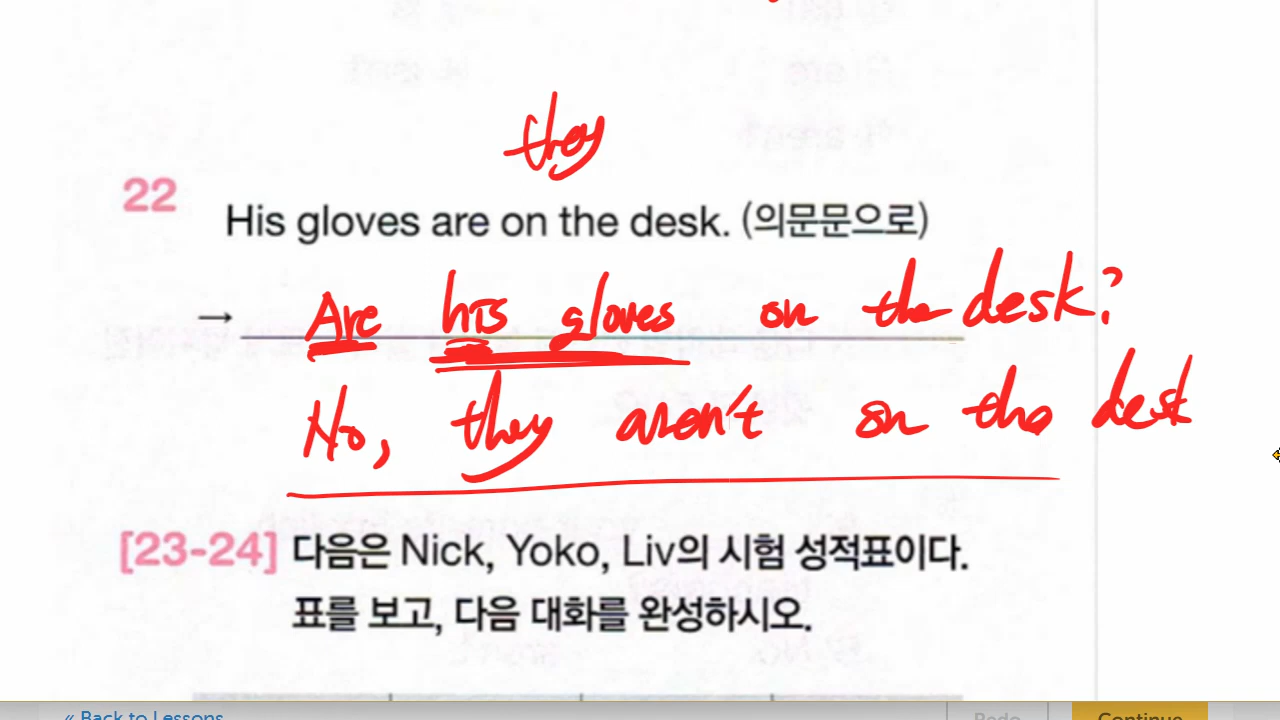 they
22 His gloves are on the desk. (의문문으로)
→ Are his gloves on the desk?
No, they aren't on the desk
[23-24] 다음은 Nick, Yoko, Liv의 시험 성적표이다.
표를 보고, 다음 대화를 완성하시오.
« Back to Lessons
Redo
Continue